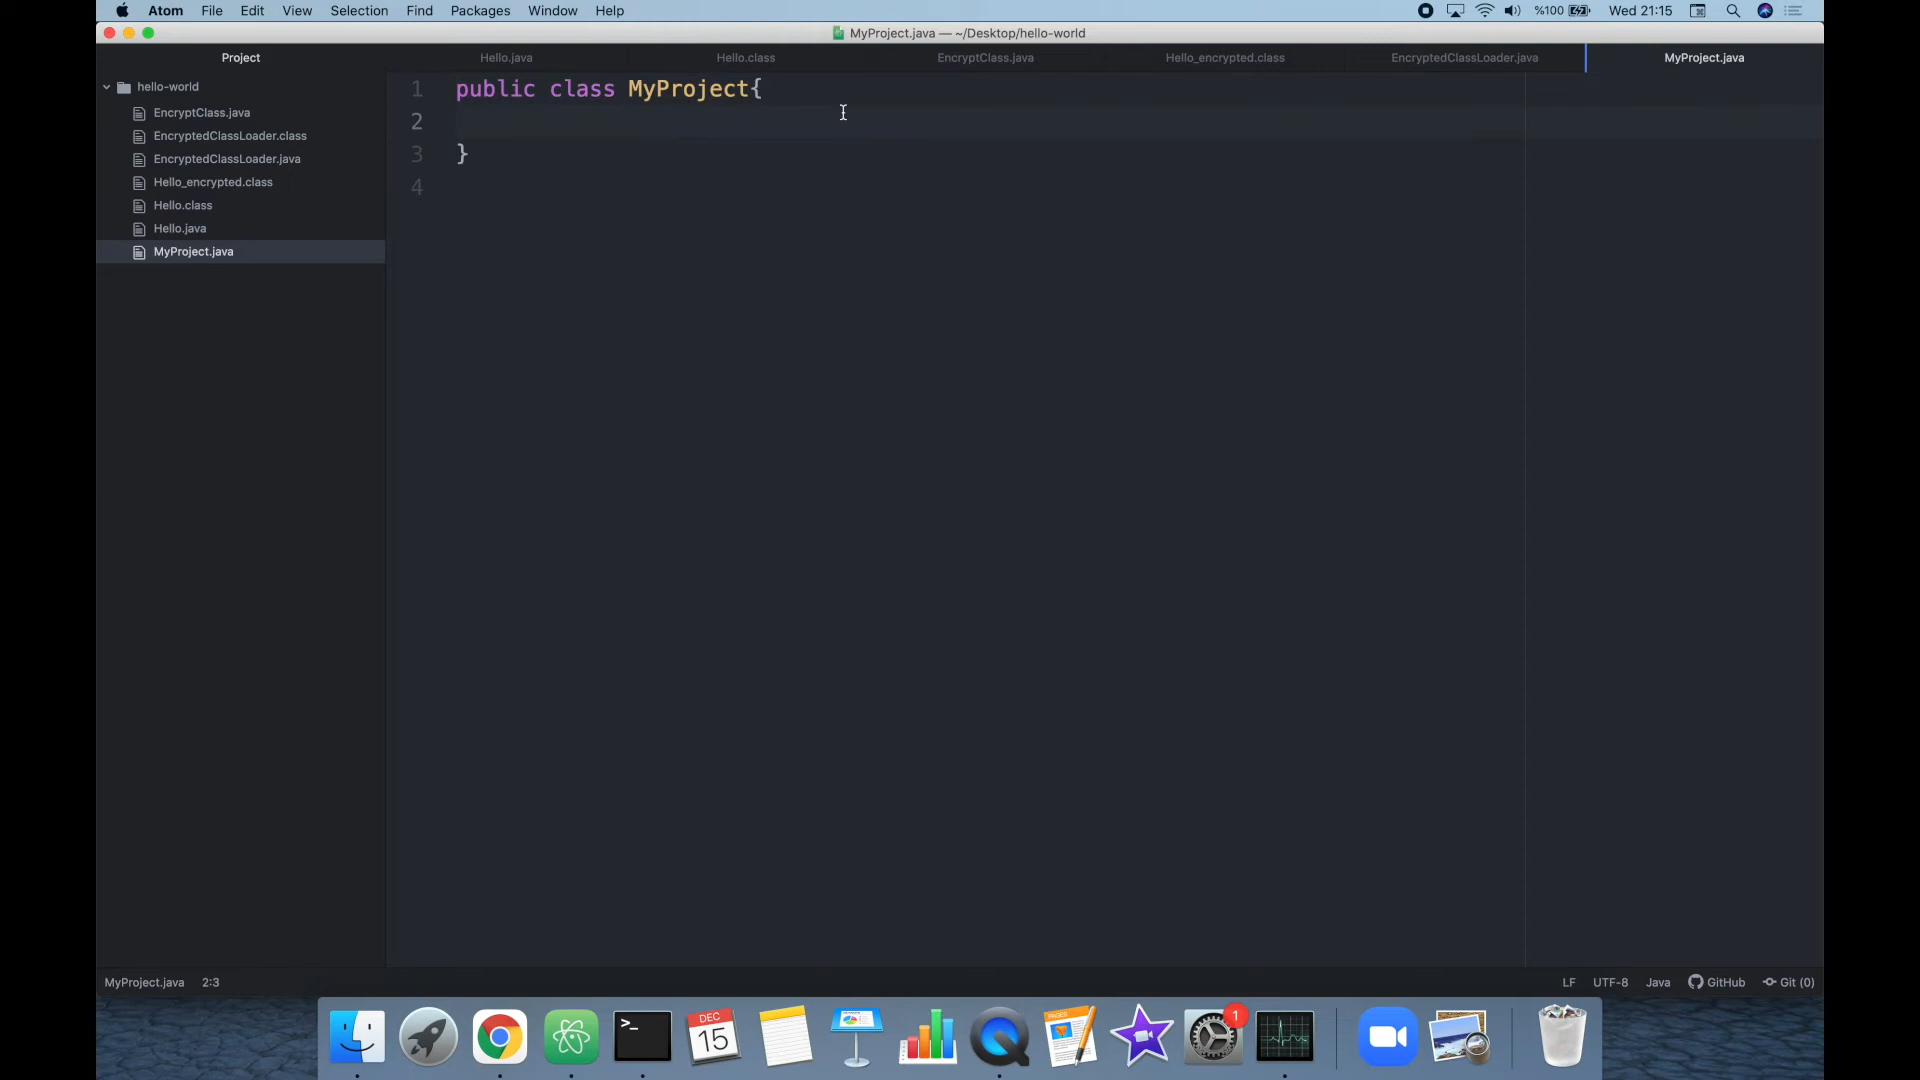 Atom File Edit View Selection Find Packages Window Help %100 Wed 21:15
MyProject.java — ~/Desktop/hello-world
Project Hello.java Hello.class EncryptClass.java Hello_encrypted.class EncryptedClassLoader.java MyProject.java
hello-world
EncryptClass.java
EncryptedClassLoader.class
EncryptedClassLoader.java
Hello_encrypted.class
Hello.class
Hello.java
MyProject.java
1 public class MyProject{
2
3 }
4
MyProject.java 2:3 LF UTF-8 Java GitHub Git (0)
>_ DEC 15 PAGES 1